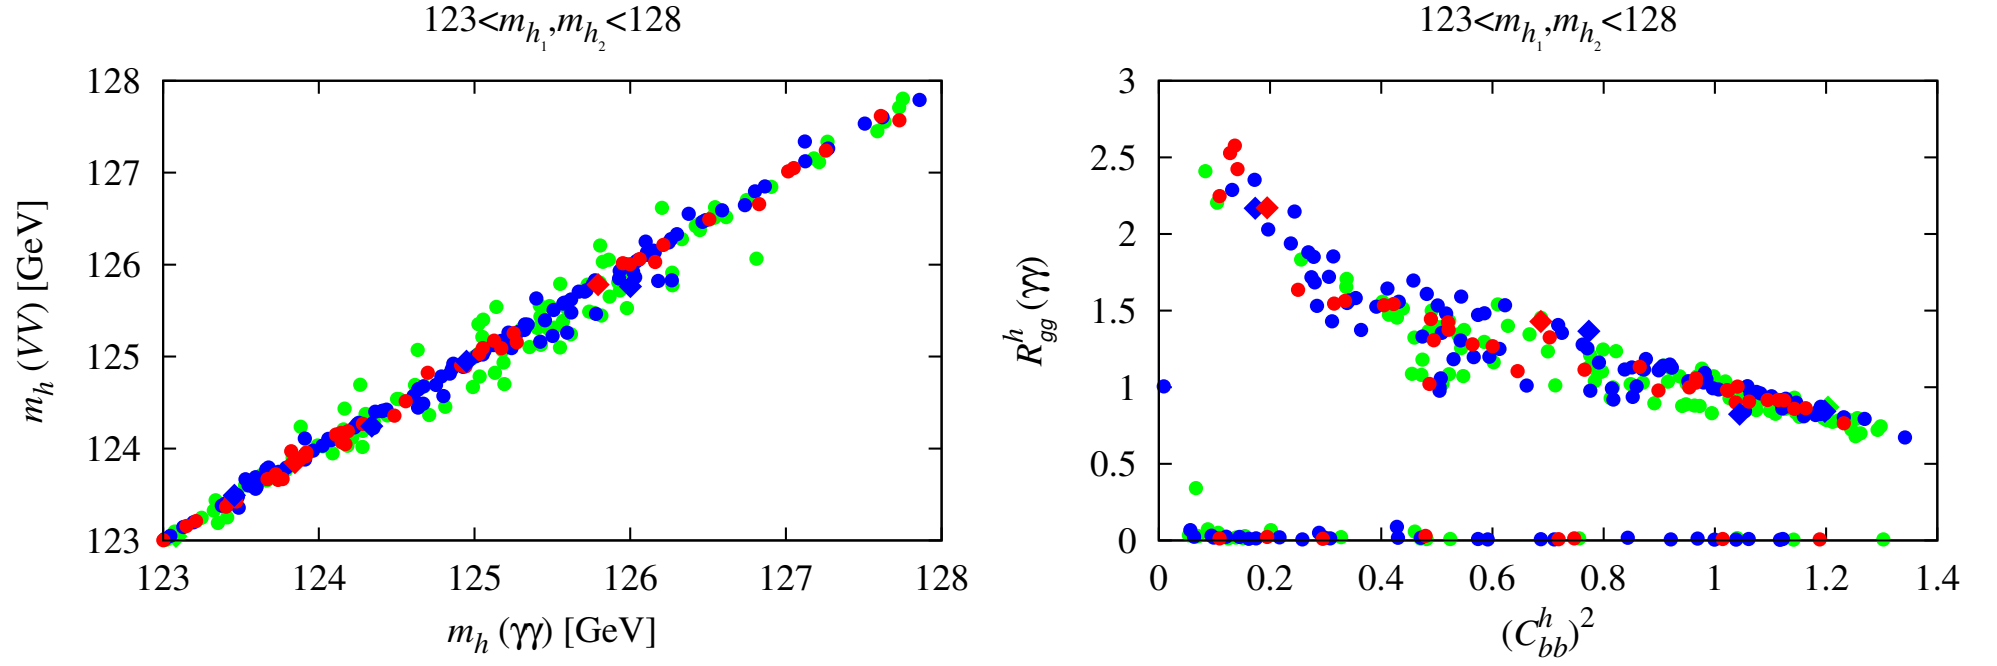 123<m_{h_1},m_{h_2}<128
128
127
126
125
124
123
m_h (VV) [GeV]
123 124 125 126 127 128
m_h (γγ) [GeV]
123<m_{h_1},m_{h_2}<128
3
2.5
2
1.5
1
0.5
0
R^h_{gg} (γγ)
0 0.2 0.4 0.6 0.8 1 1.2 1.4
(C^h_{bb})^2